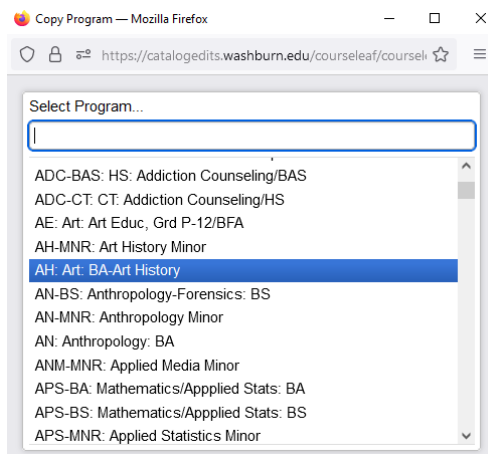 Copy Program — Mozilla Firefox
https://catalogedits.washburn.edu/courseleaf/coursel
Select Program...
ADC-BAS: HS: Addiction Counseling/BAS
ADC-CT: CT: Addiction Counseling/HS
AE: Art: Art Educ, Grd P-12/BFA
AH-MNR: Art History Minor
AH: Art: BA-Art History
AN-BS: Anthropology-Forensics: BS
AN-MNR: Anthropology Minor
AN: Anthropology: BA
ANM-MNR: Applied Media Minor
APS-BA: Mathematics/Appplied Stats: BA
APS-BS: Mathematics/Appplied Stats: BS
APS-MNR: Applied Statistics Minor